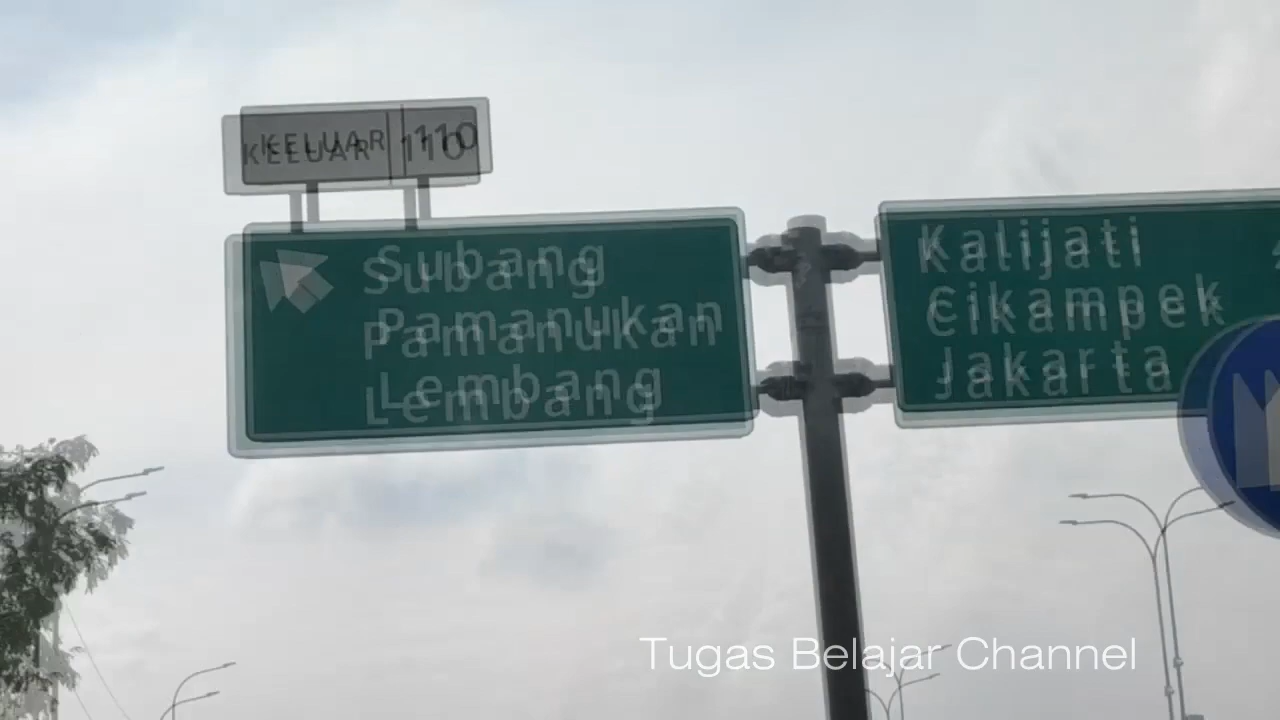 KELUAR 110
Subang
Pamanukan
Lembang
Kalijati
Cikampek
Jakarta
Tugas Belajar Channel